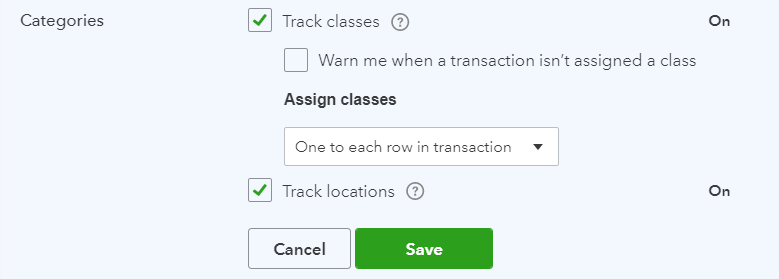 Categories
Track classes ?
On
Warn me when a transaction isn't assigned a class
Assign classes
One to each row in transaction
Track locations ?
On
Cancel
Save